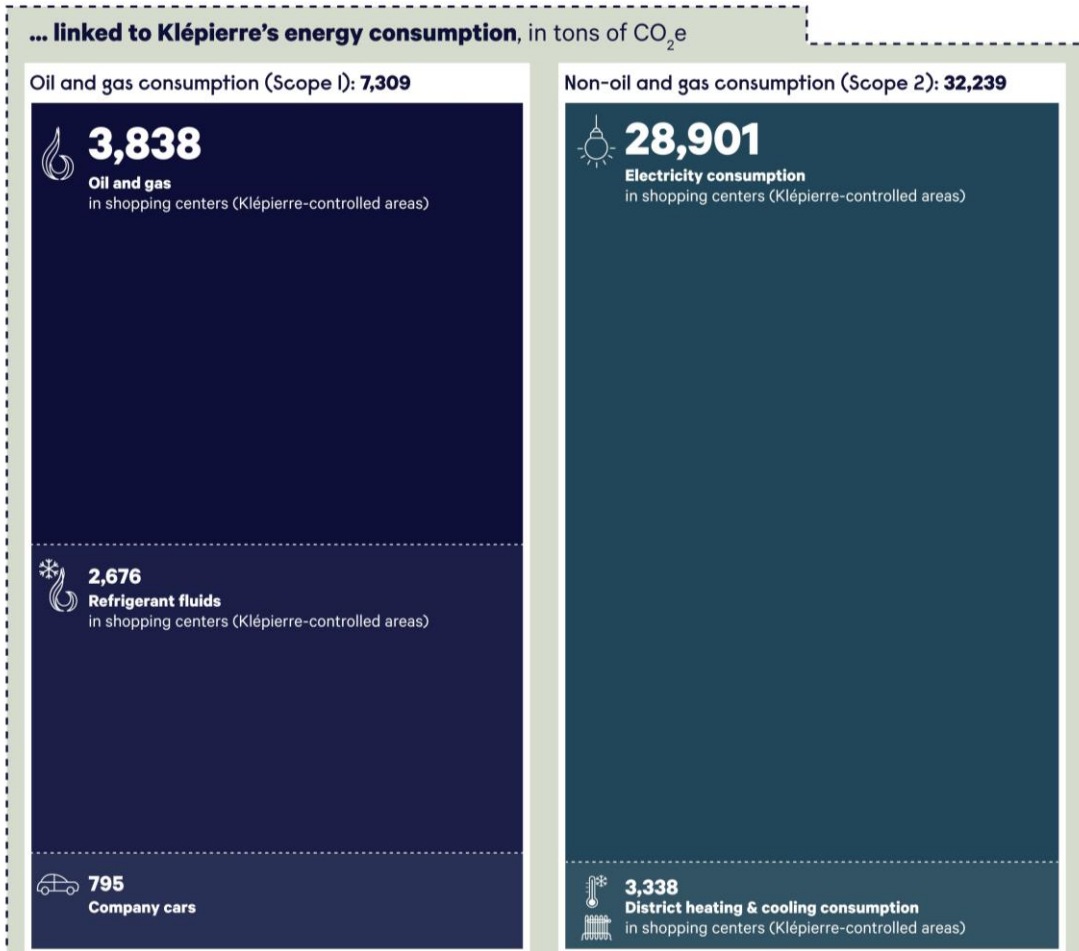 ... linked to Klépierre's energy consumption, in tons of CO₂e
Oil and gas consumption (Scope 1): 7,309
3,838
Oil and gas
in shopping centers (Klépierre-controlled areas)
2,676
Refrigerant fluids
in shopping centers (Klépierre-controlled areas)
795
Company cars
Non-oil and gas consumption (Scope 2): 32,239
28,901
Electricity consumption
in shopping centers (Klépierre-controlled areas)
3,338
District heating & cooling consumption
in shopping centers (Klépierre-controlled areas)